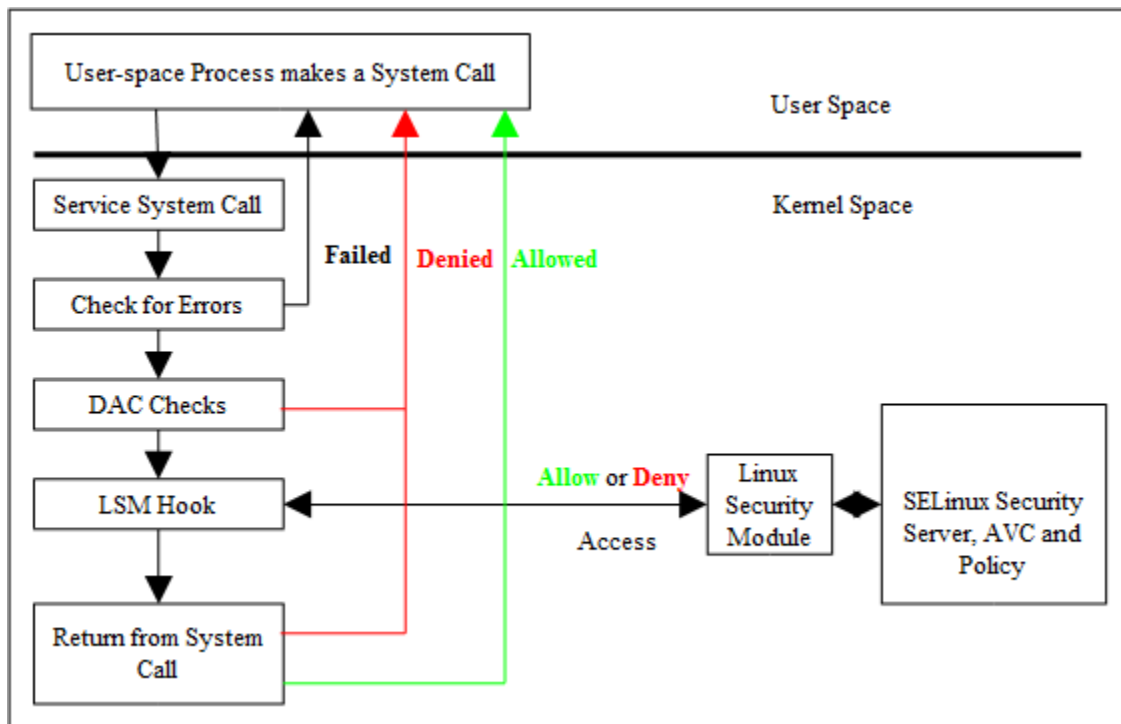 User-space Process makes a System Call
User Space
Service System Call
Kernel Space
Failed
Denied
Allowed
Check for Errors
DAC Checks
LSM Hook
Allow or Deny
Access
Linux
Security
Module
SELinux Security
Server, AVC and
Policy
Return from System
Call